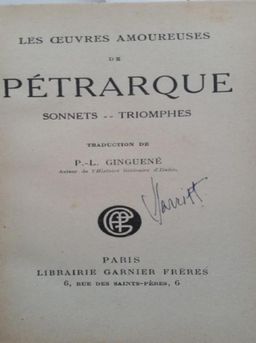 LES ŒUVRES AMOUREUSES
DE
PÉTRARQUE
SONNETS -- TRIOMPHES
TRADUCTION DE
P.-L. GINGUENÉ
Auteur de l'Histoire littéraire d'Italie.
PARIS
LIBRAIRIE GARNIER FRÈRES
6, RUE DES SAINTS-PÈRES, 6